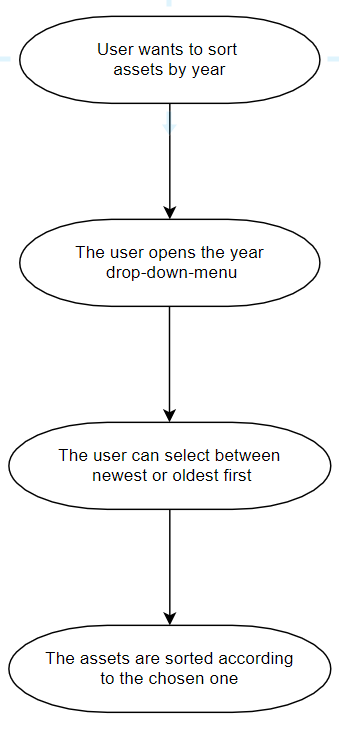 User wants to sort
assets by year
The user opens the year
drop-down-menu
The user can select between
newest or oldest first
The assets are sorted according
to the chosen one